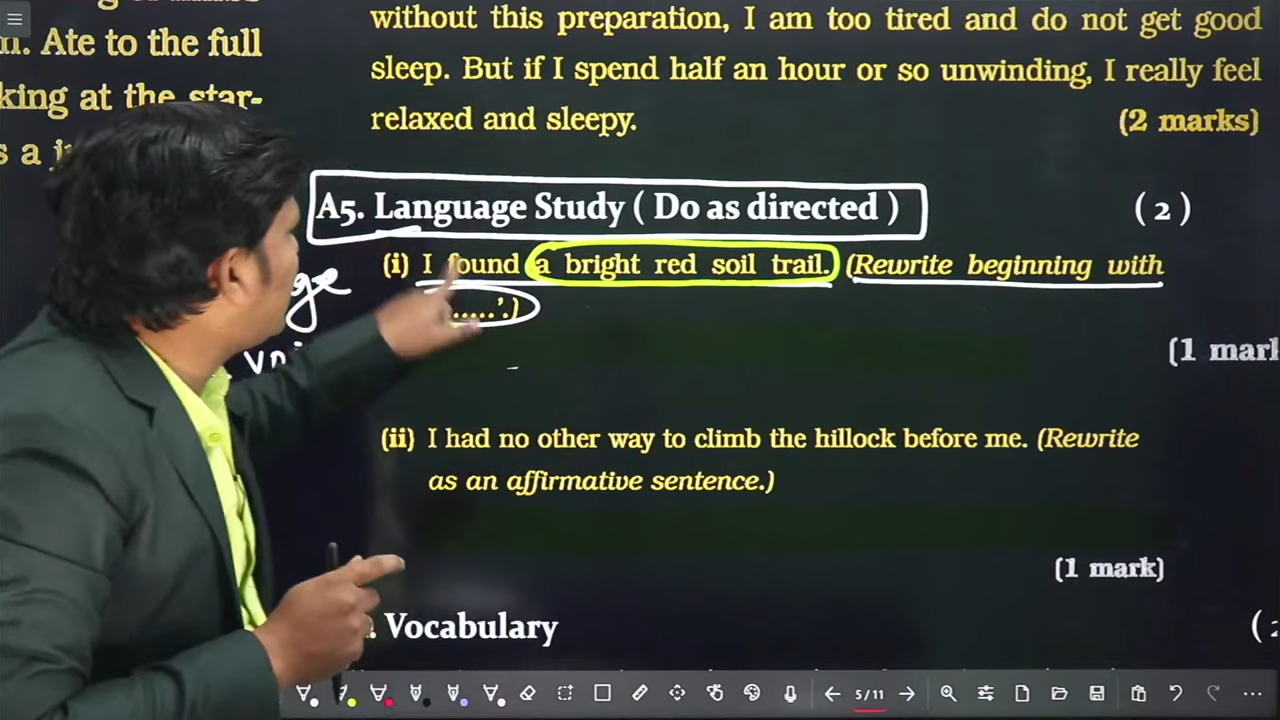 Ate to the full
king at the star-
s a
without this preparation, I am too tired and do not get good
sleep. But if I spend half an hour or so unwinding, I really feel
relaxed and sleepy. (2 marks)
A5. Language Study ( Do as directed ) ( 2 )
(i) I found a bright red soil trail. (Rewrite beginning with
.....'.)
(1 mark
(ii) I had no other way to climb the hillock before me. (Rewrite
as an affirmative sentence.)
(1 mark)
Vocabulary
5/11